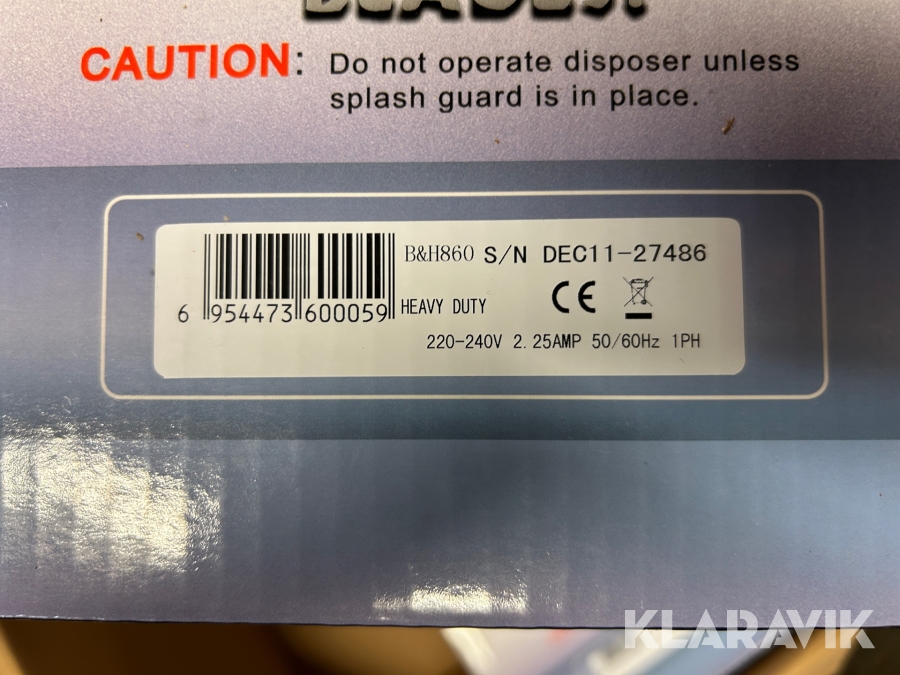 BLADES!
CAUTION: Do not operate disposer unless
splash guard is in place.
B&H860 S/N DEC11-27486
6 954473 600059
HEAVY DUTY
CE
220-240V 2.25AMP 50/60Hz 1PH
KLARAVIK